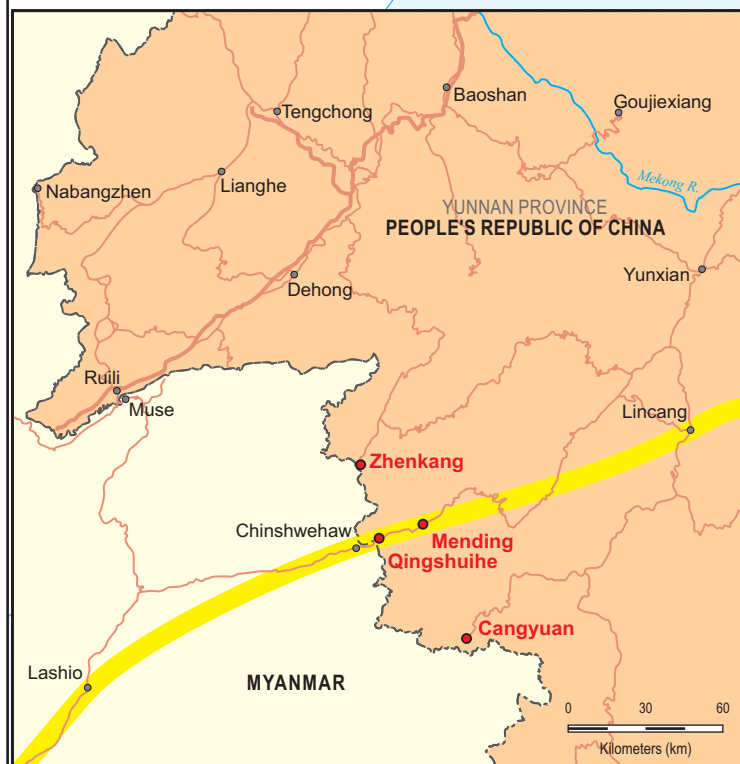 Baoshan
Tengchong
Goujiexiang
Lianghe
Mekong R.
Nabangzhen
YUNNAN PROVINCE
PEOPLE'S REPUBLIC OF CHINA
Yunxian
Dehong
Ruili
Muse
Lincang
Zhenkang
Chinshwehaw
Mending
Qingshuihe
Cangyuan
Lashio
MYANMAR
0 30 60
Kilometers (km)